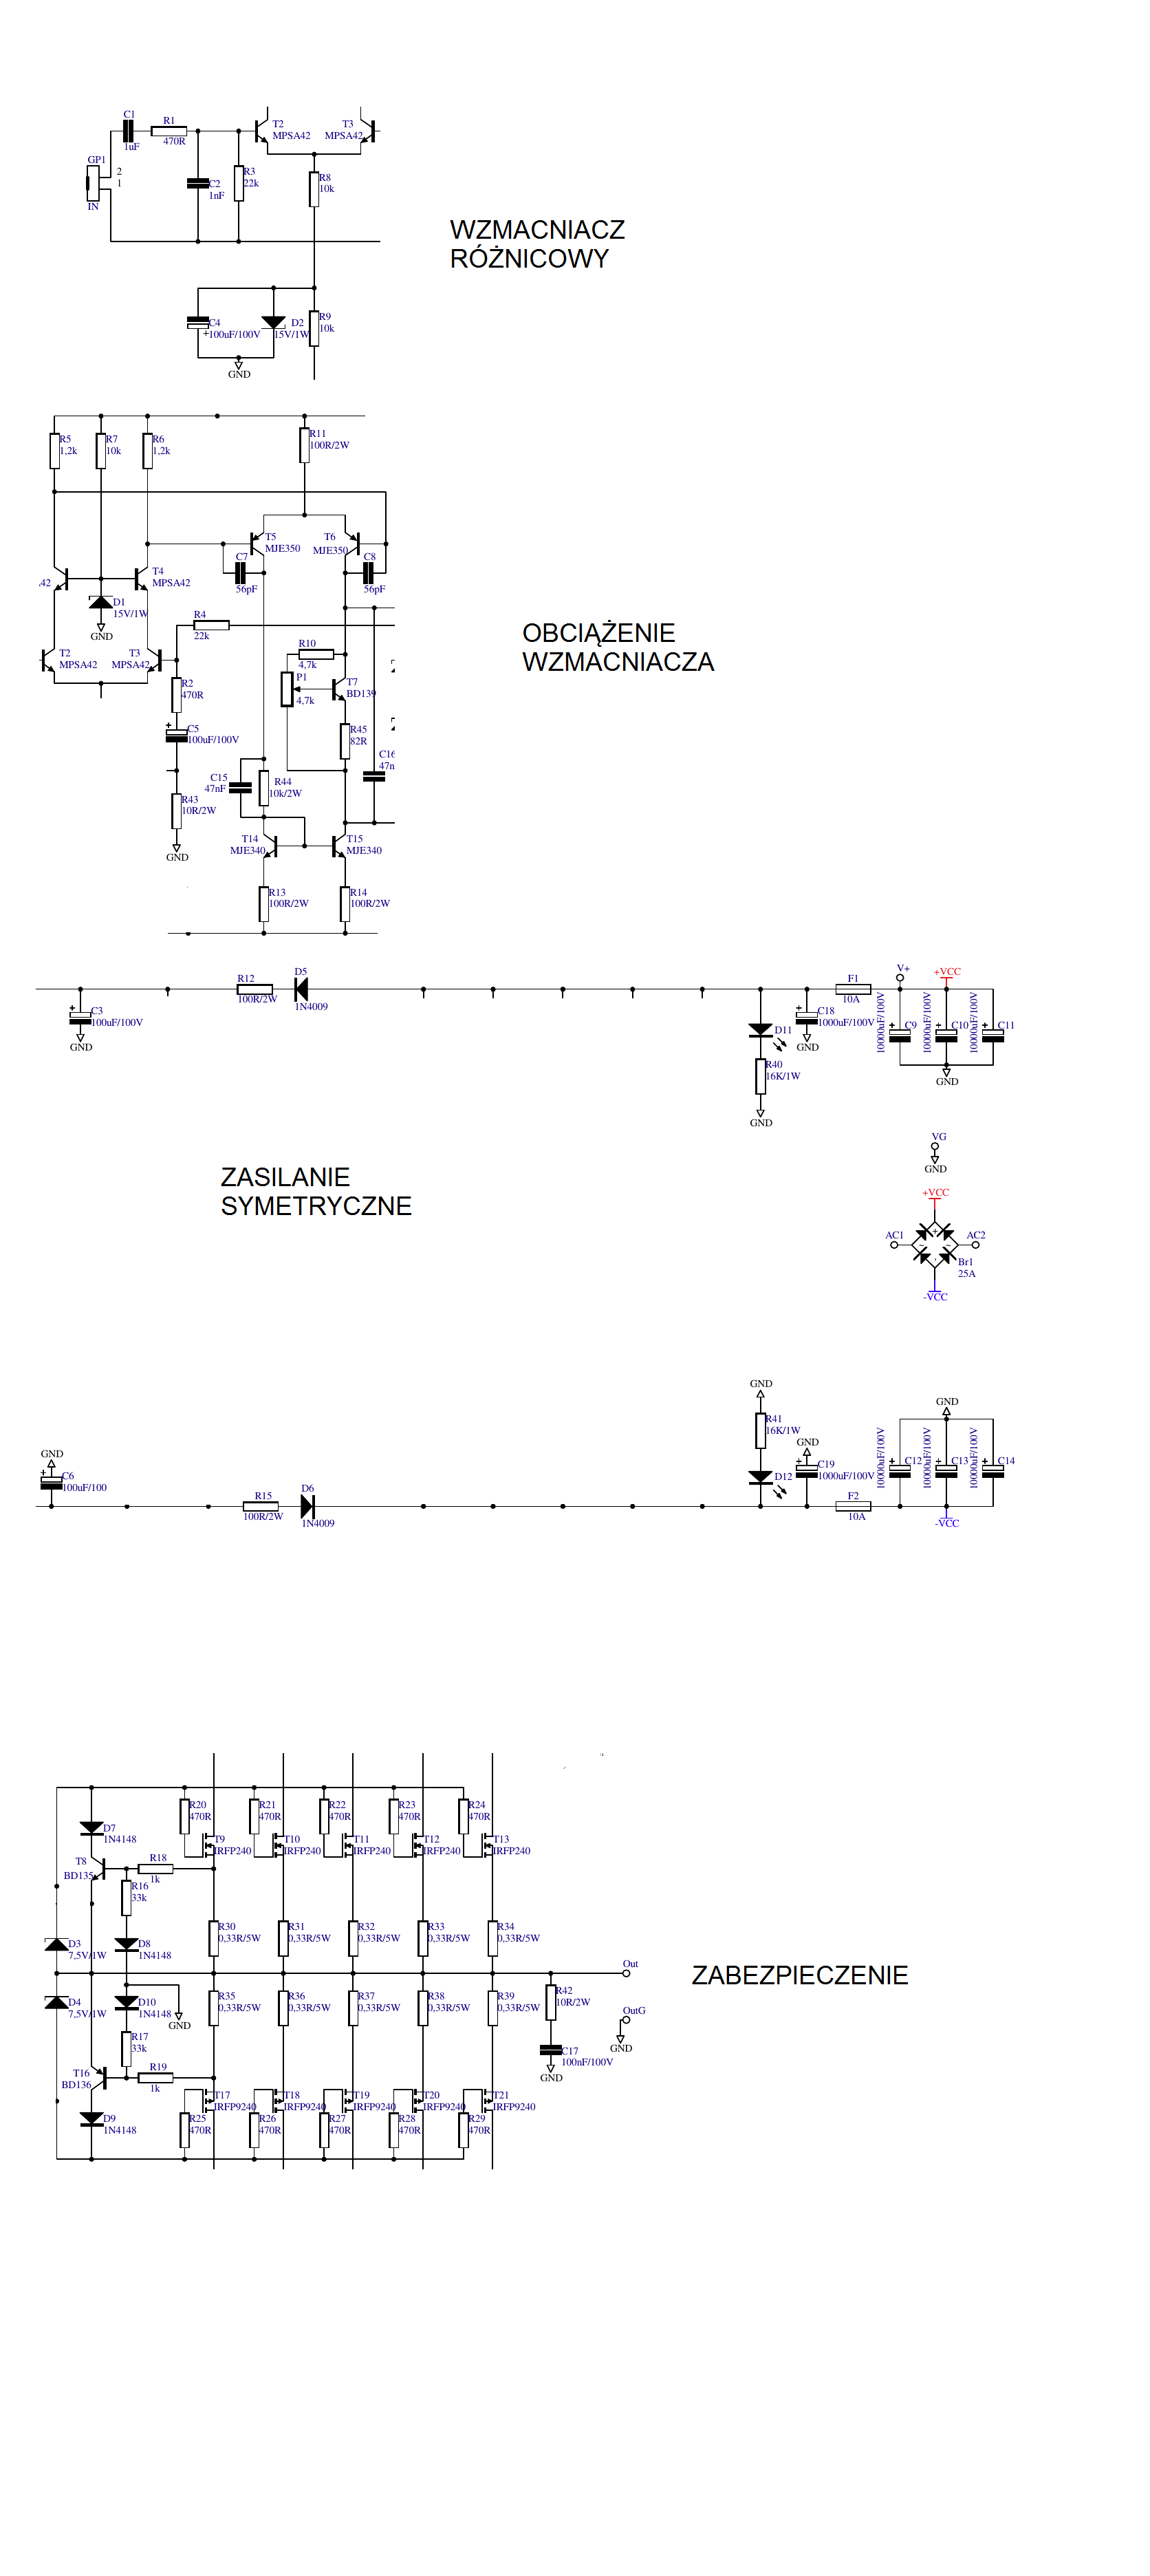 C1
1uF
R1
470R
T2
MPSA42
T3
MPSA42
GP1
2
1
IN
C2
1nF
R3
22k
R8
10k
WZMACNIACZ
RÓŻNICOWY
C4
+
100uF/100V
D2
15V/1W
R9
10k
GND
R5
1,2k
R7
10k
R6
1,2k
R11
100R/2W
T5
MJE350
T6
MJE350
C7
56pF
C8
56pF
.42
T4
MPSA42
D1
15V/1W
GND
R4
22k
T2
MPSA42
T3
MPSA42
R2
470R
R10
4,7k
P1
4,7k
T7
BD139
OBCIĄŻENIE
WZMACNIACZA
+
C5
100uF/100V
R45
82R
C16
47n
C15
47nF
R44
10k/2W
R43
10R/2W
GND
T14
MJE340
T15
MJE340
R13
100R/2W
R14
100R/2W
+
C3
100uF/100V
GND
R12
100R/2W
D5
1N4009
D11
R40
16K/1W
GND
+
C18
1000uF/100V
GND
F1
10A
V+
+VCC
10000uF/100V
+
C9
10000uF/100V
+
C10
10000uF/100V
+
C11
GND
VG
GND
ZASILANIE
SYMETRYCZNE
+VCC
AC1
AC2
+
~
~
-
Br1
25A
-VCC
GND
+
C6
100uF/100
R15
100R/2W
D6
1N4009
GND
R41
16K/1W
D12
GND
+
C19
1000uF/100V
F2
10A
GND
10000uF/100V
+
C12
10000uF/100V
+
C13
10000uF/100V
+
C14
-VCC
R20
470R
R21
470R
R22
470R
R23
470R
R24
470R
D7
1N4148
T9
IRFP240
T10
IRFP240
T11
IRFP240
T12
IRFP240
T13
IRFP240
T8
BD135
R18
1k
R16
33k
R30
0,33R/5W
R31
0,33R/5W
R32
0,33R/5W
R33
0,33R/5W
R34
0,33R/5W
D3
7,5V/1W
D8
1N4148
Out
ZABEZPIECZENIE
D4
7,5V/1W
D10
1N4148
GND
R35
0,33R/5W
R36
0,33R/5W
R37
0,33R/5W
R38
0,33R/5W
R39
0,33R/5W
R42
10R/2W
OutG
GND
R17
33k
C17
100nF/100V
GND
T16
BD136
R19
1k
T17
IRFP9240
T18
IRFP9240
T19
IRFP9240
T20
IRFP9240
T21
IRFP9240
D9
1N4148
R25
470R
R26
470R
R27
470R
R28
470R
R29
470R